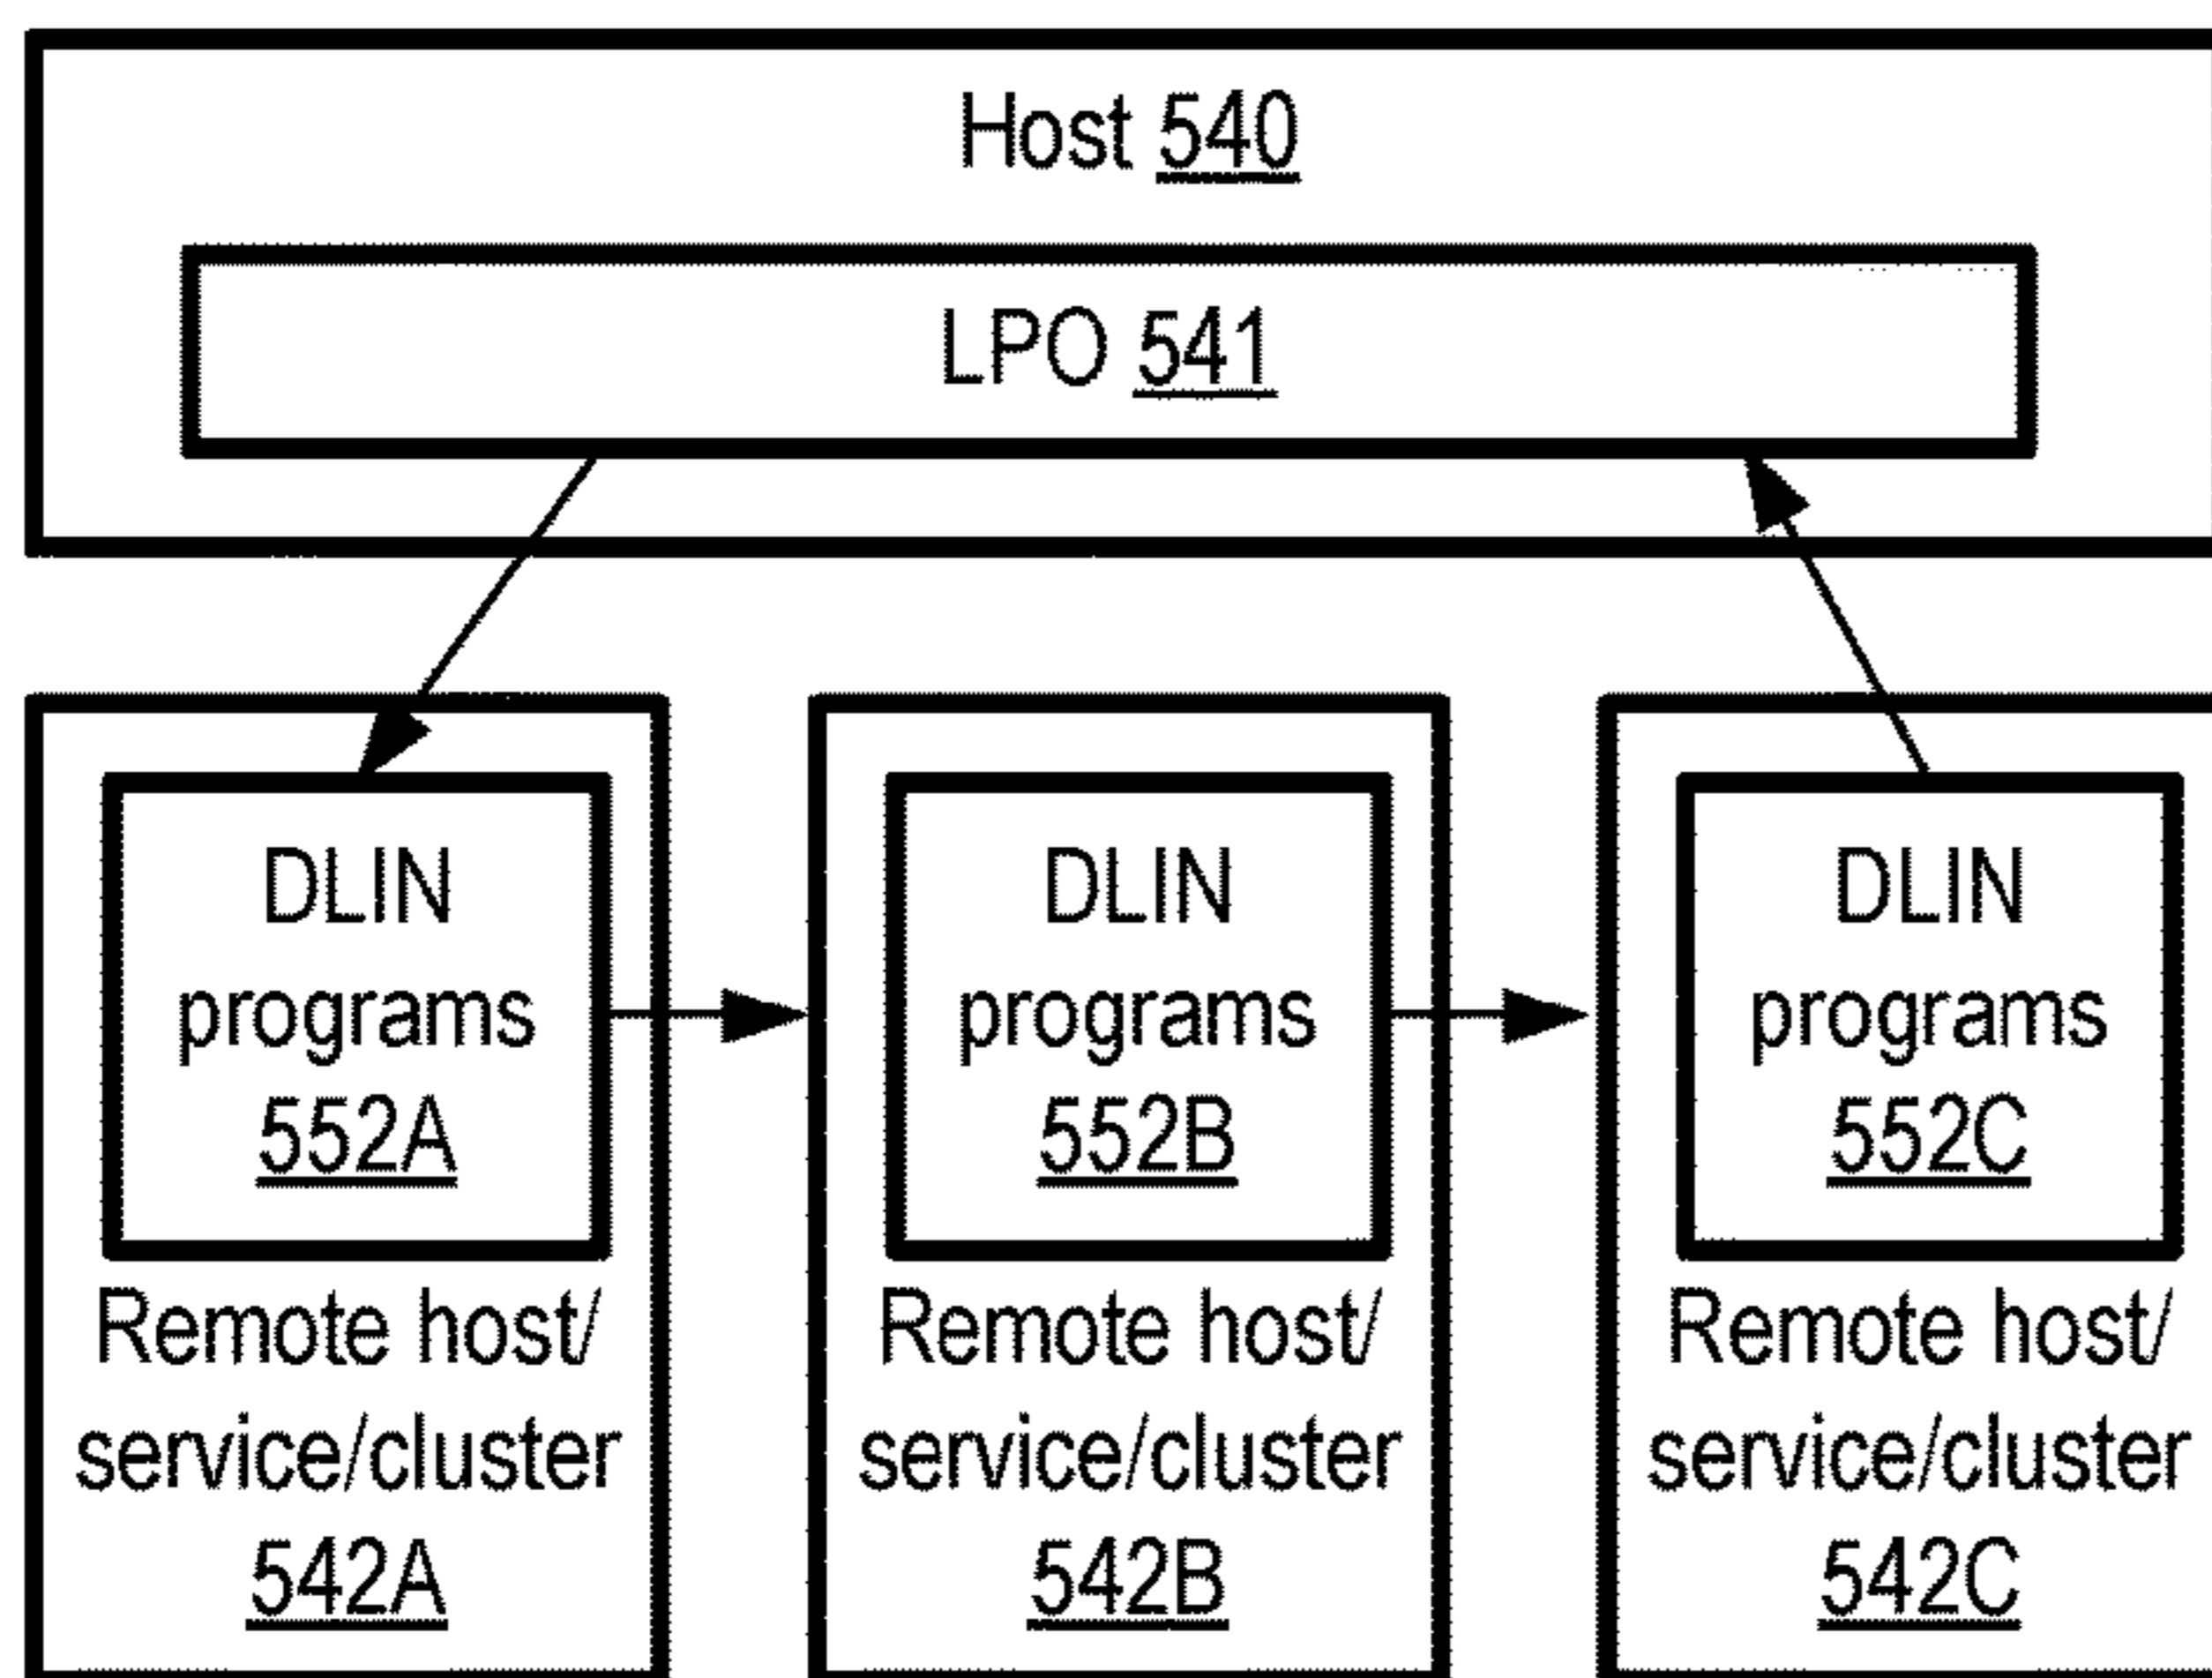 Host 540
LPO 541
DLIN
programs
552A
Remote host/
service/cluster
542A
DLIN
programs
552B
Remote host/
service/cluster
542B
DLIN
programs
552C
Remote host/
service/cluster
542C